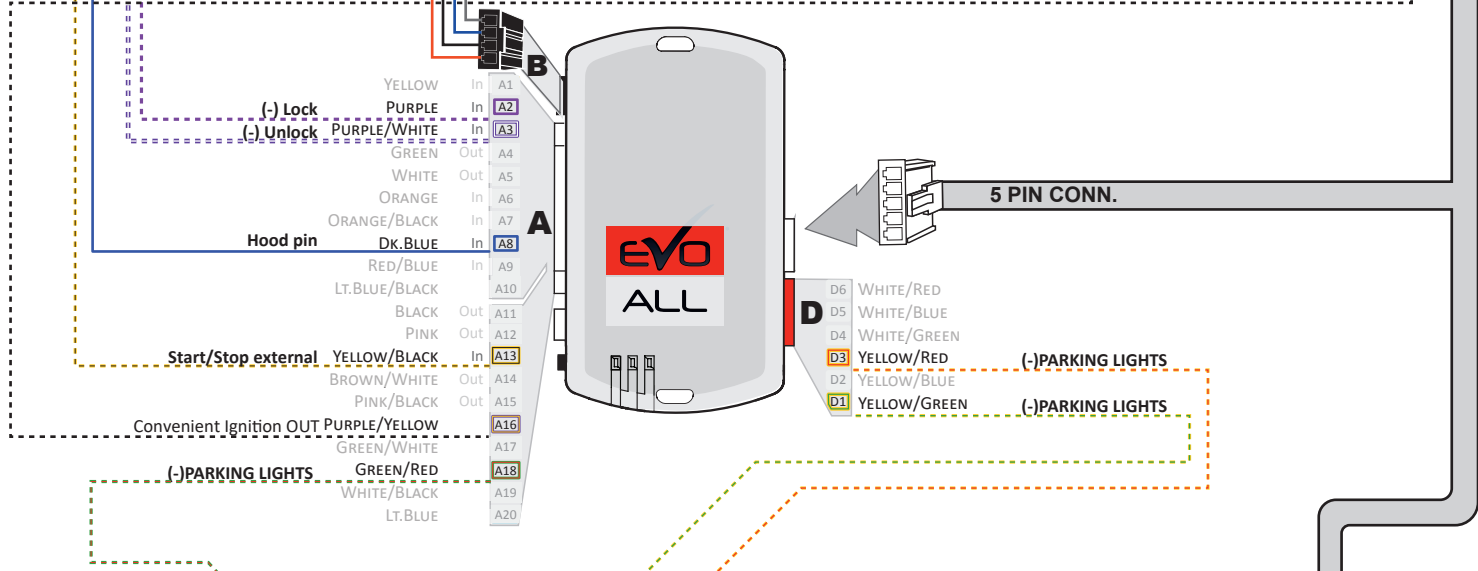 B
YELLOW In A1
(-) Lock PURPLE In A2
(-) Unlock PURPLE/WHITE In A3
GREEN Out A4
WHITE Out A5
ORANGE In A6
ORANGE/BLACK In A7
A
Hood pin DK.BLUE In A8
RED/BLUE In A9
LT.BLUE/BLACK A10
BLACK Out A11
PINK Out A12
Start/Stop external YELLOW/BLACK In A13
BROWN/WHITE Out A14
PINK/BLACK Out A15
Convenient Ignition OUT PURPLE/YELLOW A16
GREEN/WHITE A17
(-)PARKING LIGHTS GREEN/RED A18
WHITE/BLACK A19
LT.BLUE A20
EVO
ALL
5 PIN CONN.
D
D6 WHITE/RED
D5 WHITE/BLUE
D4 WHITE/GREEN
D3 YELLOW/RED (-)PARKING LIGHTS
D2 YELLOW/BLUE
D1 YELLOW/GREEN (-)PARKING LIGHTS